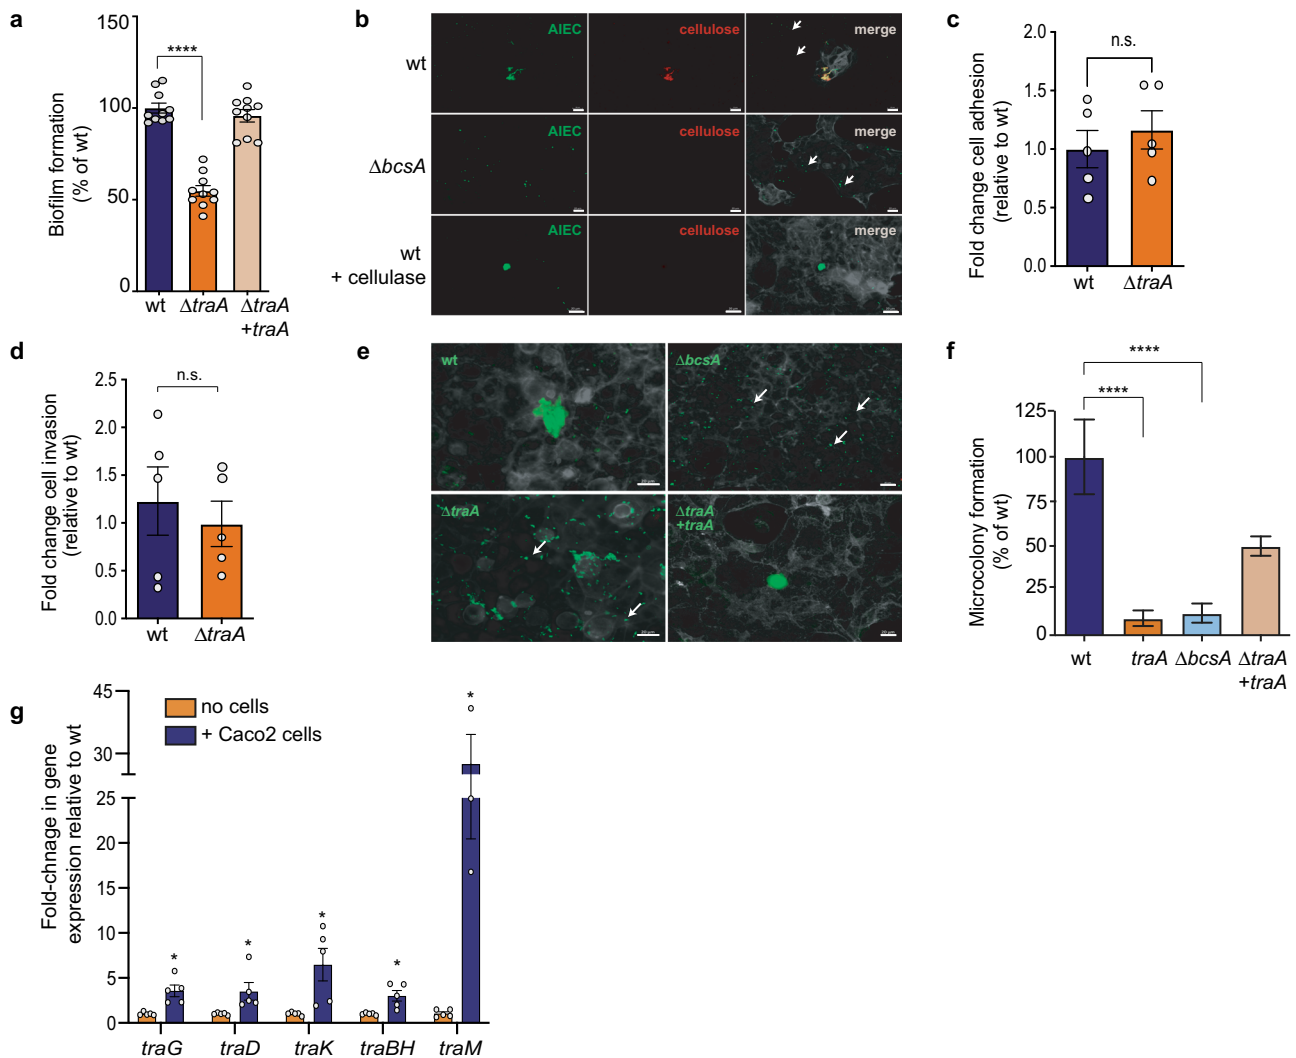 a
150
100
50
0
Biofilm formation
(% of wt)
****
wt
ΔtraA
ΔtraA
+traA
b
AIEC
cellulose
merge
wt
AIEC
cellulose
merge
ΔbcsA
AIEC
cellulose
merge
wt
+ cellulase
c
2.0
1.5
1.0
0.5
0.0
Fold change cell adhesion
(relative to wt)
n.s.
wt
ΔtraA
d
2.5
2.0
1.5
1.0
0.5
0.0
Fold change cell invasion
(relative to wt)
n.s.
wt
ΔtraA
e
wt
20 µm
ΔbcsA
ΔtraA
20 µm
ΔtraA
+traA
f
****
****
125
100
75
50
25
0
Microcolony formation
(% of wt)
wt
traA
ΔbcsA
ΔtraA
+traA
g
45
30
25
20
15
10
5
0
Fold-chnage in gene
expression relative to wt
no cells
+ Caco2 cells
*
*
*
*
*
traG
traD
traK
traBH
traM